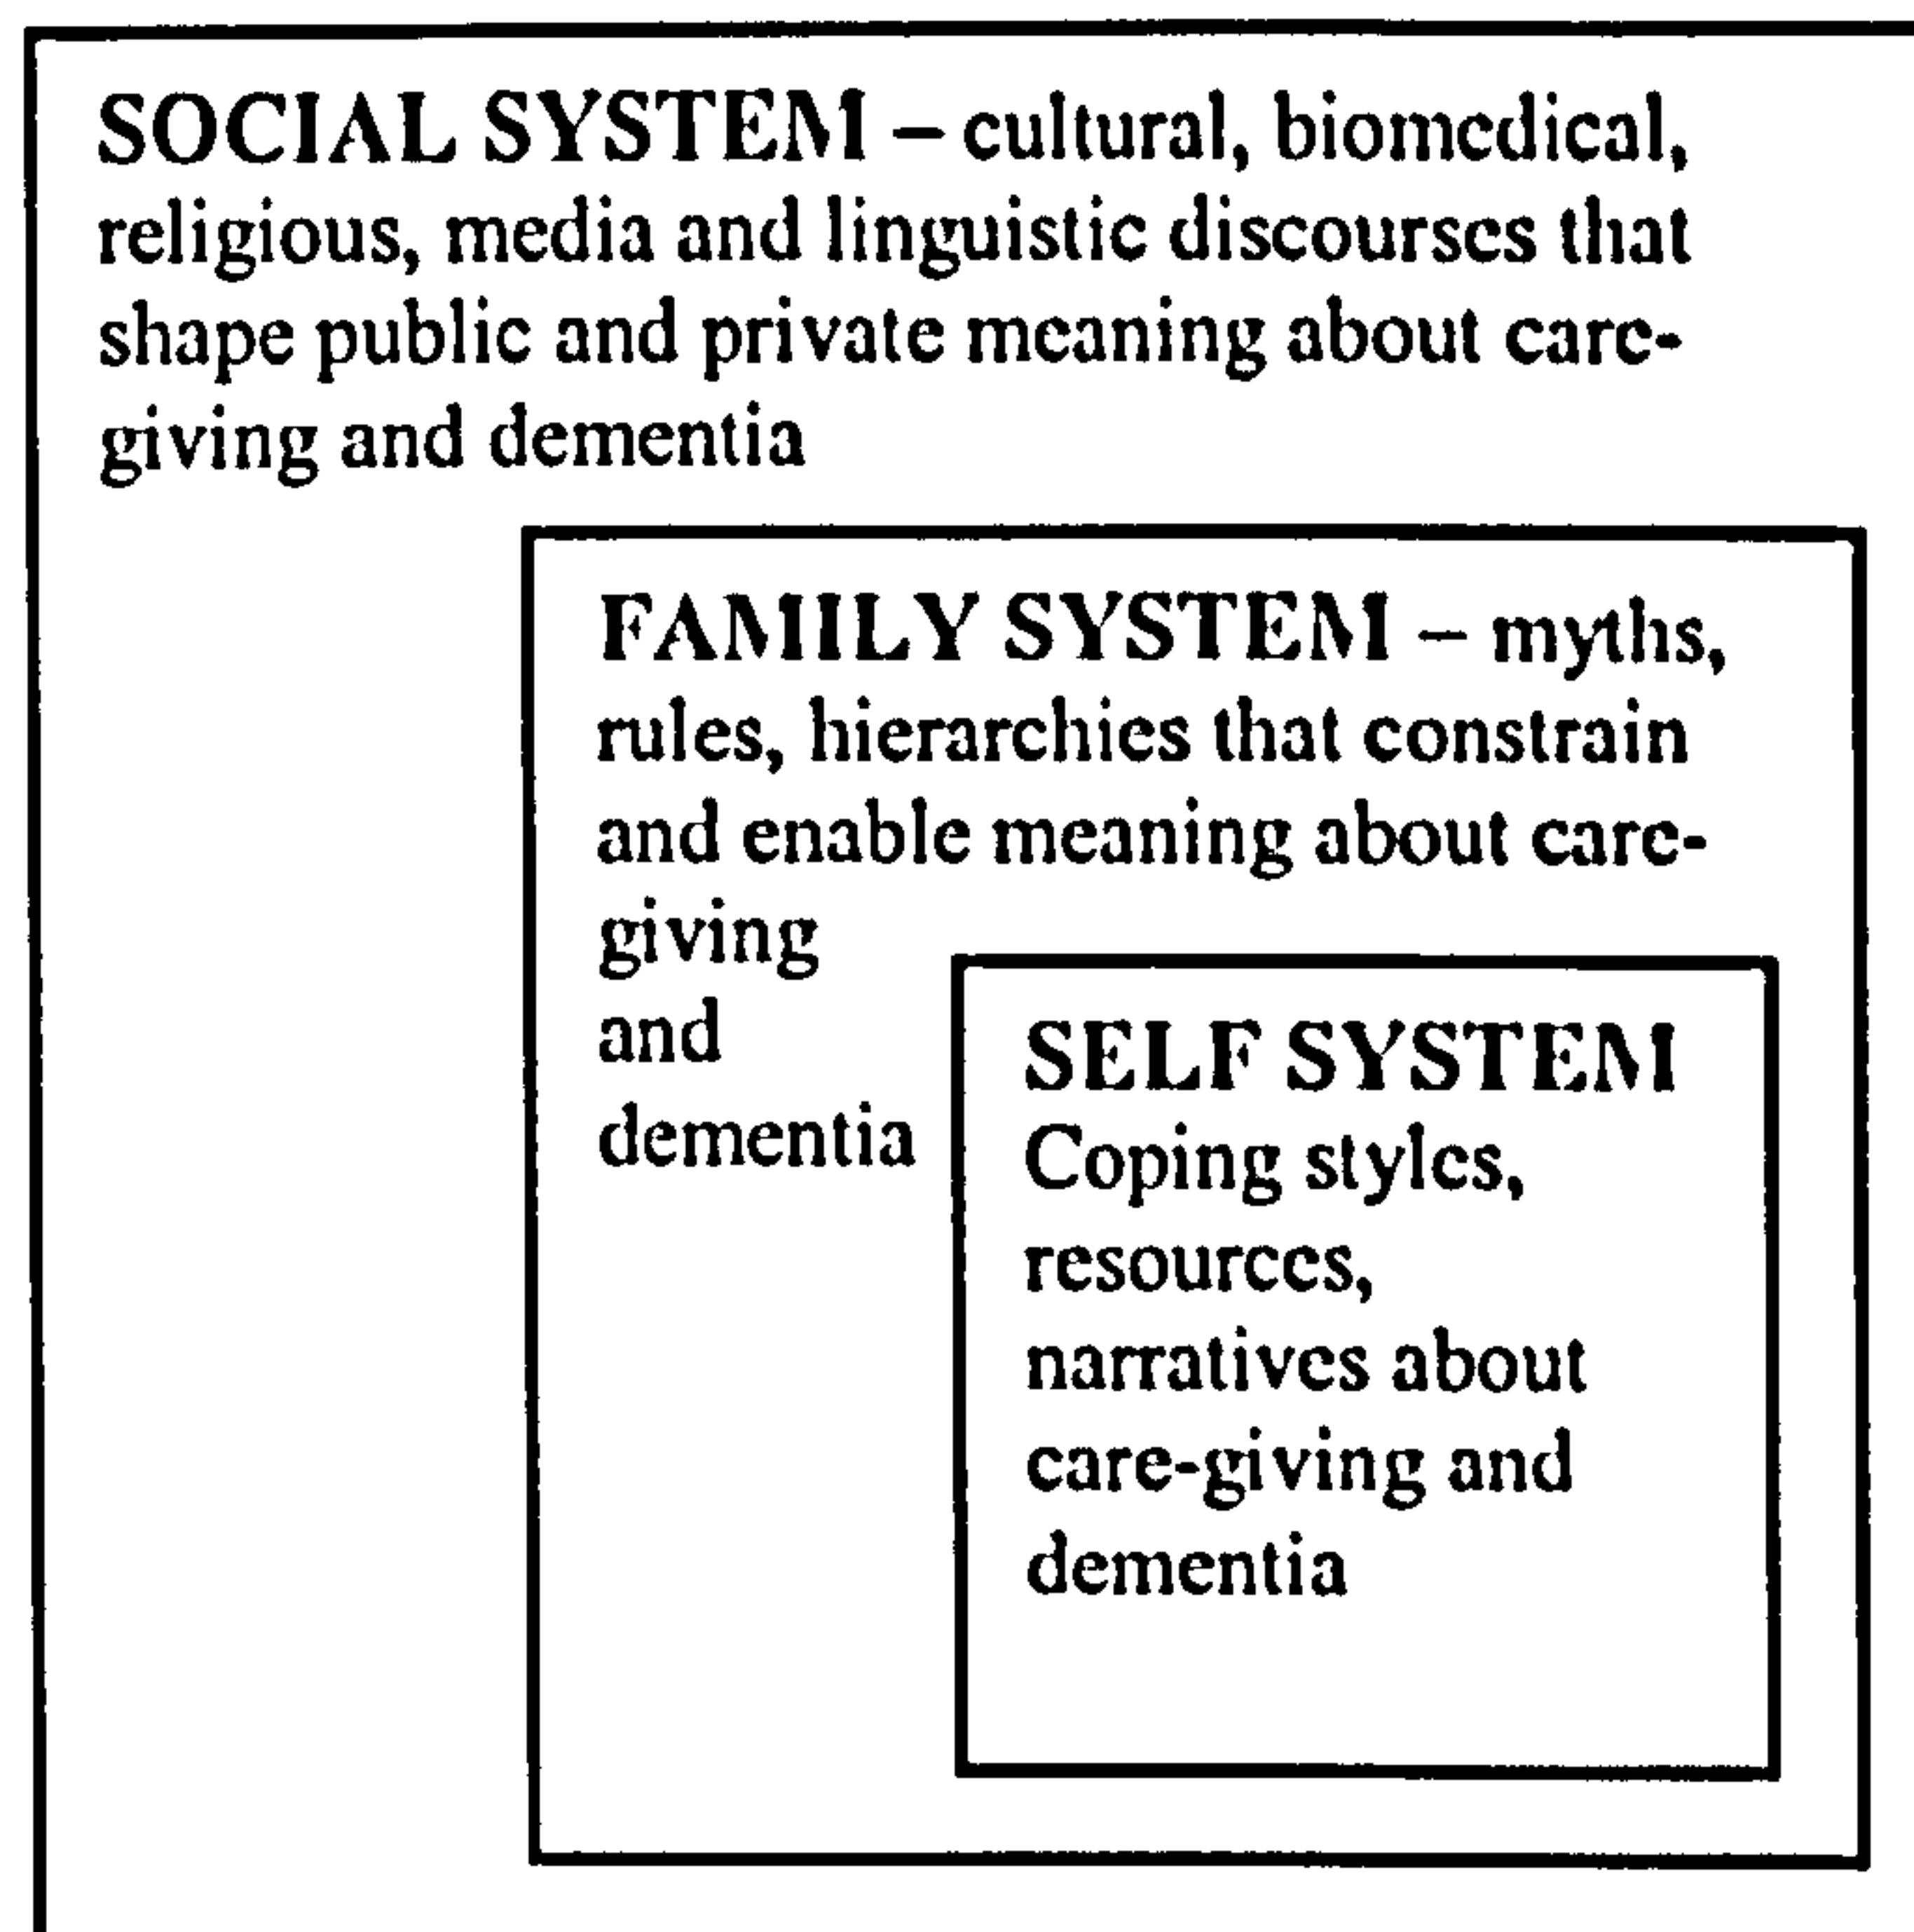 SOCIAL SYSTEM – cultural, biomedical,
religious, media and linguistic discourses that
shape public and private meaning about care-
giving and dementia
FAMILY SYSTEM – myths,
rules, hierarchies that constrain
and enable meaning about care-
giving
and
dementia
SELF SYSTEM
Coping styles,
resources,
narratives about
care-giving and
dementia